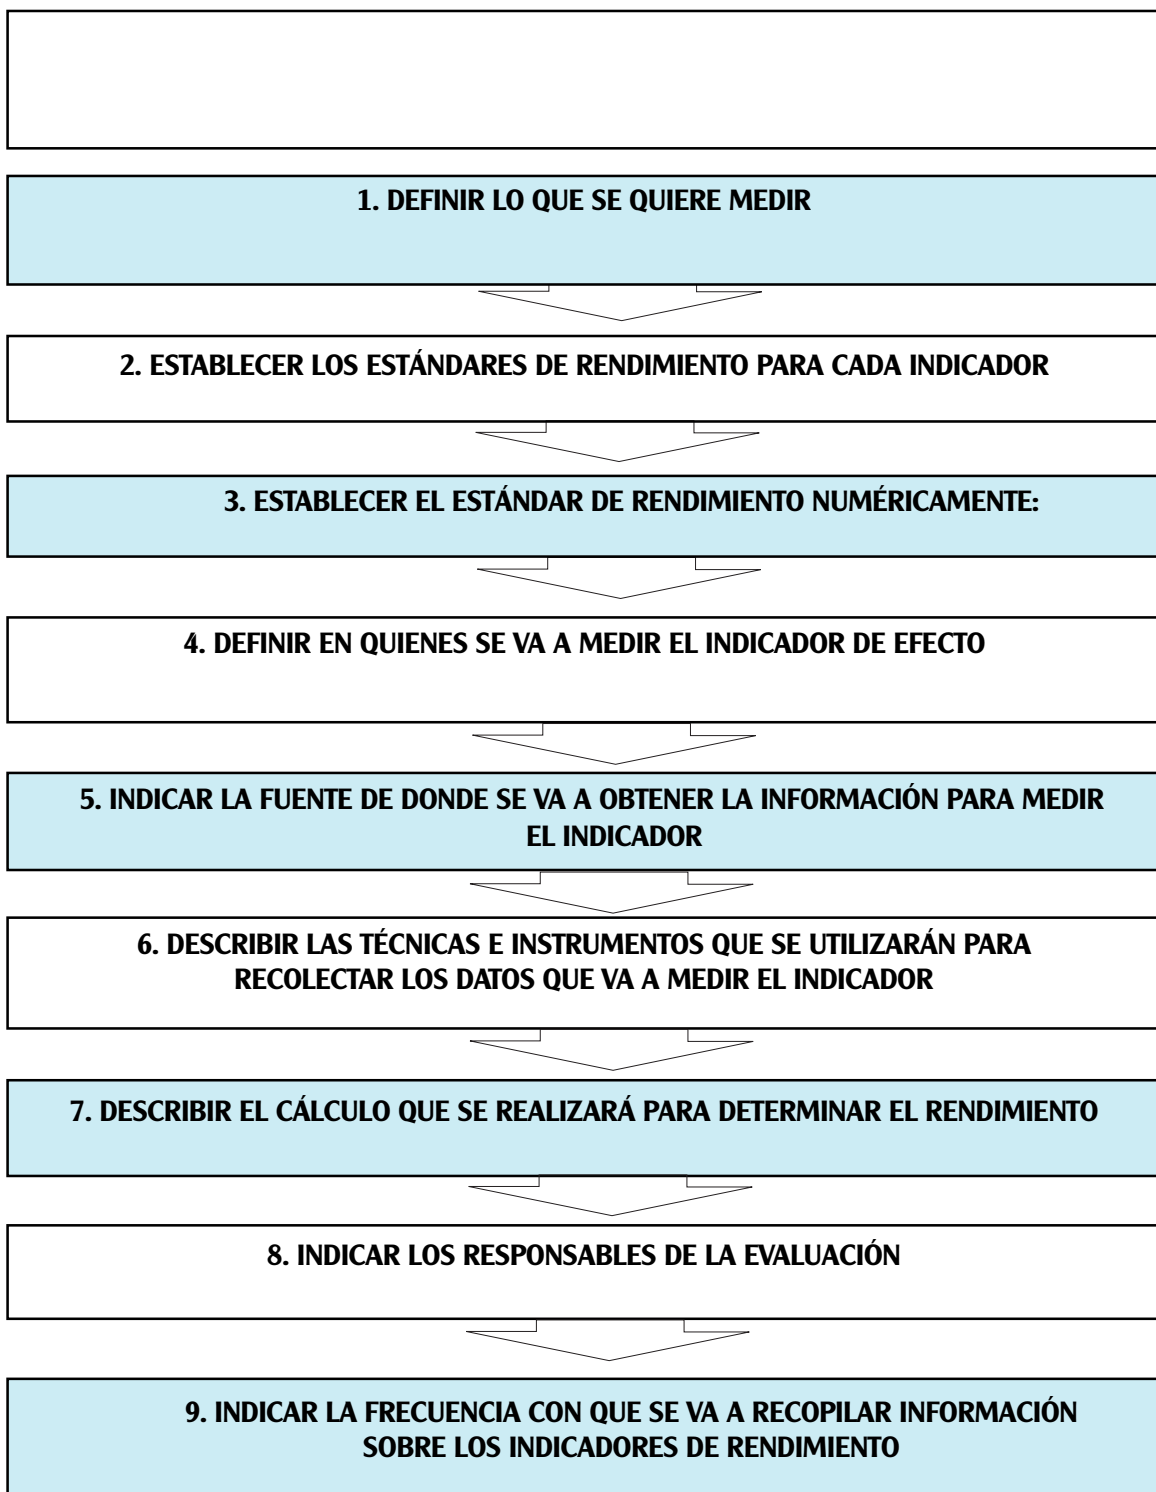 1. DEFINIR LO QUE SE QUIERE MEDIR
2. ESTABLECER LOS ESTÁNDARES DE RENDIMIENTO PARA CADA INDICADOR
3. ESTABLECER EL ESTÁNDAR DE RENDIMIENTO NUMÉRICAMENTE:
4. DEFINIR EN QUIENES SE VA A MEDIR EL INDICADOR DE EFECTO
5. INDICAR LA FUENTE DE DONDE SE VA A OBTENER LA INFORMACIÓN PARA MEDIR
EL INDICADOR
6. DESCRIBIR LAS TÉCNICAS E INSTRUMENTOS QUE SE UTILIZARÁN PARA
RECOLECTAR LOS DATOS QUE VA A MEDIR EL INDICADOR
7. DESCRIBIR EL CÁLCULO QUE SE REALIZARÁ PARA DETERMINAR EL RENDIMIENTO
8. INDICAR LOS RESPONSABLES DE LA EVALUACIÓN
9. INDICAR LA FRECUENCIA CON QUE SE VA A RECOPILAR INFORMACIÓN
SOBRE LOS INDICADORES DE RENDIMIENTO